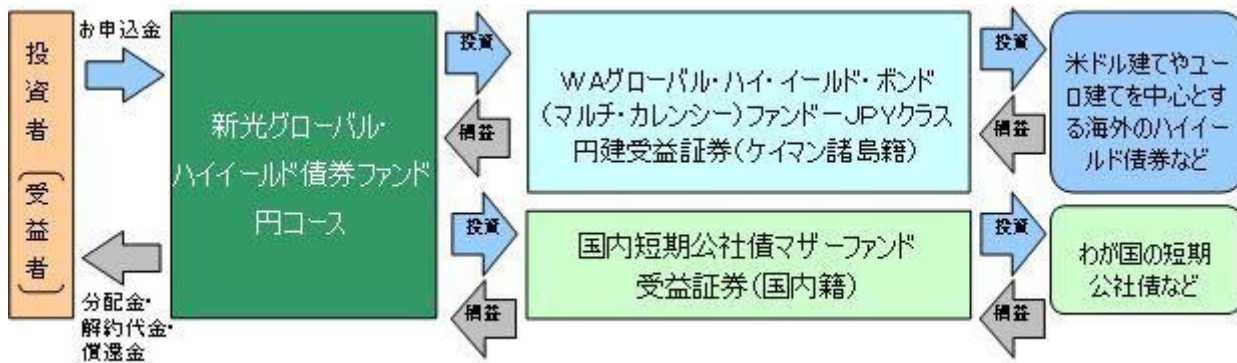 投
資
者
(受
益
者)
お申込金
分配金・
解約代金・
償還金
新光グローバル・
ハイイールド債券ファンド
円コース
投資
損益
投資
損益
WAグローバル・ハイ・イールド・ボンド
(マルチ・カレンシー)ファンドーJPYクラス
円建受益証券(ケイマン諸島籍)
国内短期公社債マザーファンド
受益証券(国内籍)
投資
損益
投資
損益
米ドル建てやユー
ロ建てを中心とす
る海外のハイイー
ルド債券など
わが国の短期
公社債など